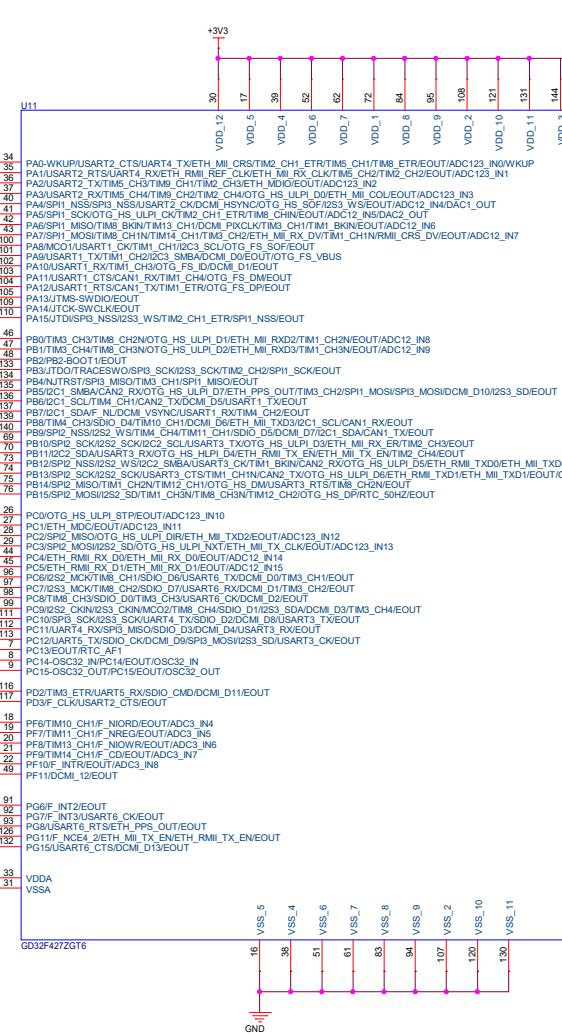 +3V3
U11
30 17 39 52 62 72 84 95 108 121 131 144
VDD_12 VDD_5 VDD_4 VDD_6 VDD_7 VDD_1 VDD_8 VDD_9 VDD_2 VDD_10 VDD_11
34 PA0-WKUP/USART2_CTS/UART4_TX/ETH_MII_CRS/TIM2_CH1_ETR/TIM5_CH1/TIM8_ETR/EOUT/ADC123_IN0/WKUP
35 PA1/USART2_RTS/UART4_RX/ETH_RMII_REF_CLK/ETH_MII_RX_CLK/TIM5_CH2/TIM2_CH2/EOUT/ADC123_IN1
36 PA2/USART2_TX/TIM5_CH3/TIM9_CH1/TIM2_CH3/ETH_MDIO/EOUT/ADC123_IN2
37 PA3/USART2_RX/TIM5_CH4/TIM9_CH2/TIM2_CH4/OTG_HS_ULPI_D0/ETH_MII_COL/EOUT/ADC123_IN3
40 PA4/SPI1_NSS/SPI3_NSS/USART2_CK/DCMI_HSYNC/OTG_HS_SOF/I2S3_WS/EOUT/ADC12_IN4/DAC1_OUT
41 PA5/SPI1_SCK/OTG_HS_ULPI_CK/TIM2_CH1_ETR/TIM8_CHIN/EOUT/ADC12_IN5/DAC2_OUT
42 PA6/SPI1_MISO/TIM8_BKIN/TIM13_CH1/DCMI_PIXCLK/TIM3_CH1/TIM1_BKIN/EOUT/ADC12_IN6
43 PA7/SPI1_MOSI/TIM8_CH1N/TIM14_CH1/TIM3_CH2/ETH_MII_RX_DV/TIM1_CH1N/RMII_CRS_DV/EOUT/ADC12_IN7
100 PA8/MCO1/USART1_CK/TIM1_CH1/I2C3_SCL/OTG_FS_SOF/EOUT
101 PA9/USART1_TX/TIM1_CH2/I2C3_SMBA/DCMI_D0/EOUT/OTG_FS_VBUS
102 PA10/USART1_RX/TIM1_CH3/OTG_FS_ID/DCMI_D1/EOUT
103 PA11/USART1_CTS/CAN1_RX/TIM1_CH4/OTG_FS_DM/EOUT
104 PA12/USART1_RTS/CAN1_TX/TIM1_ETR/OTG_FS_DP/EOUT
105 PA13/JTMS-SWDIO/EOUT
109 PA14/JTCK-SWCLK/EOUT
110 PA15/JTDI/SPI3_NSS/I2S3_WS/TIM2_CH1_ETR/SPI1_NSS/EOUT
46 PB0/TIM3_CH3/TIM8_CH2N/OTG_HS_ULPI_D1/ETH_MII_RXD2/TIM1_CH2N/EOUT/ADC12_IN8
47 PB1/TIM3_CH4/TIM8_CH3N/OTG_HS_ULPI_D2/ETH_MII_RXD3/TIM1_CH3N/EOUT/ADC12_IN9
48 PB2/PB2-BOOT1/EOUT
133 PB3/JTDO/TRACESWO/SPI3_SCK/I2S3_SCK/TIM2_CH2/SPI1_SCK/EOUT
134 PB4/NJTRST/SPI3_MISO/TIM3_CH1/SPI1_MISO/EOUT
135 PB5/I2C1_SMBA/CAN2_RX/OTG_HS_ULPI_D7/ETH_PPS_OUT/TIM3_CH2/SPI1_MOSI/SPI3_MOSI/DCMI_D10/I2S3_SD/EOUT
136 PB6/I2C1_SCL/TIM4_CH1/CAN2_TX/DCMI_D5/USART1_TX/EOUT
137 PB7/I2C1_SDA/F_NL/DCMI_VSYNC/USART1_RX/TIM4_CH2/EOUT
139 PB8/TIM4_CH3/SDIO_D4/TIM10_CH1/DCMI_D6/ETH_MII_TXD3/I2C1_SCL/CAN1_RX/EOUT
140 PB9/SPI2_NSS/I2S2_WS/TIM4_CH4/TIM11_CH1/SDIO_D5/DCMI_D7/I2C1_SDA/CAN1_TX/EOUT
69 PB10/SPI2_SCK/I2S2_SCK/I2C2_SCL/USART3_TX/OTG_HS_ULPI_D3/ETH_MII_RX_ER/TIM2_CH3/EOUT
70 PB11/I2C2_SDA/USART3_RX/OTG_HS_HLPI_D4/ETH_RMII_TX_EN/ETH_MII_TX_EN/TIM2_CH4/EOUT
73 PB12/SPI2_NSS/I2S2_WS/I2C2_SMBA/USART3_CK/TIM1_BKIN/CAN2_RX/OTG_HS_ULPI_D5/ETH_RMII_TXD0/ETH_MII_TXD
74 PB13/SPI2_SCK/I2S2_SCK/USART3_CTS/TIM1_CH1N/CAN2_TX/OTG_HS_ULPI_D6/ETH_RMII_TXD1/ETH_MII_TXD1/EOUT/
75 PB14/SPI2_MISO/TIM1_CH2N/TIM12_CH1/OTG_HS_DM/USART3_RTS/TIM8_CH2N/EOUT
76 PB15/SPI2_MOSI/I2S2_SD/TIM1_CH3N/TIM8_CH3N/TIM12_CH2/OTG_HS_DP/RTC_50HZ/EOUT
26 PC0/OTG_HS_ULPI_STP/EOUT/ADC123_IN10
27 PC1/ETH_MDC/EOUT/ADC123_IN11
28 PC2/SPI2_MISO/OTG_HS_ULPI_DIR/ETH_MII_TXD2/EOUT/ADC123_IN12
29 PC3/SPI2_MOSI/I2S2_SD/OTG_HS_ULPI_NXT/ETH_MII_TX_CLK/EOUT/ADC123_IN13
44 PC4/ETH_RMII_RX_D0/ETH_MII_RX_D0/EOUT/ADC12_IN14
45 PC5/ETH_RMII_RX_D1/ETH_MII_RX_D1/EOUT/ADC12_IN15
96 PC6/I2S2_MCK/TIM8_CH1/SDIO_D6/USART6_TX/DCMI_D0/TIM3_CH1/EOUT
97 PC7/I2S3_MCK/TIM8_CH2/SDIO_D7/USART6_RX/DCMI_D1/TIM3_CH2/EOUT
98 PC8/TIM8_CH3/SDIO_D0/TIM3_CH3/USART6_CK/DCMI_D2/EOUT
99 PC9/I2S2_CKIN/I2S3_CKIN/MCO2/TIM8_CH4/SDIO_D1/I2S3_SDA/DCMI_D3/TIM3_CH4/EOUT
111 PC10/SPI3_SCK/I2S3_SCK/UART4_TX/SDIO_D2/DCMI_D8/USART3_TX/EOUT
112 PC11/UART4_RX/SPI3_MISO/SDIO_D3/DCMI_D4/USART3_RX/EOUT
113 PC12/UART5_TX/SDIO_CK/DCMI_D9/SPI3_MOSI/I2S3_SD/USART3_CK/EOUT
7 PC13/EOUT/RTC_AF1
8 PC14-OSC32_IN/PC14/EOUT/OSC32_IN
9 PC15-OSC32_OUT/PC15/EOUT/OSC32_OUT
116 PD2/TIM3_ETR/UART5_RX/SDIO_CMD/DCMI_D11/EOUT
117 PD3/F_CLK/USART2_CTS/EOUT
18 PF6/TIM10_CH1/F_NIORD/EOUT/ADC3_IN4
19 PF7/TIM11_CH1/F_NREG/EOUT/ADC3_IN5
20 PF8/TIM13_CH1/F_NIOWR/EOUT/ADC3_IN6
21 PF9/TIM14_CH1/F_CD/EOUT/ADC3_IN7
22 PF10/F_INTR/EOUT/ADC3_IN8
49 PF11/DCMI_12/EOUT
91 PG6/F_INT2/EOUT
92 PG7/F_INT3/USART6_CK/EOUT
93 PG8/USART6_RTS/ETH_PPS_OUT/EOUT
126 PG11/F_NCE4_2/ETH_MII_TX_EN/ETH_RMII_TX_EN/EOUT
132 PG15/USART6_CTS/DCMI_D13/EOUT
33 VDDA
31 VSSA
VSS_5 VSS_4 VSS_6 VSS_7 VSS_8 VSS_9 VSS_2 VSS_10 VSS_11
GD32F427ZGT6
16 38 51 61 83 94 107 120 130
GND